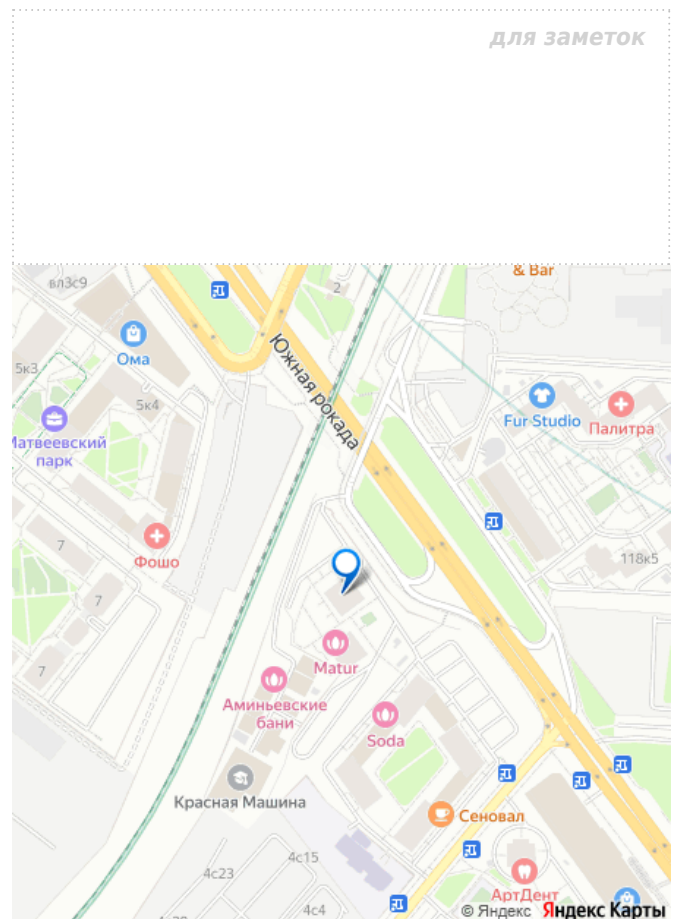 для заметок
& Bar
вл3с9
2
Ома
5к3
5к4
Южная рокада
Fur Studio
Палитра
Матвеевский
парк
Фошо
7
118к5
7
7
Matur
Аминьевские
бани
Soda
Красная Машина
Сеновал
4с15
4с23
АртДент
4с4
© Яндекс Яндекс Карты